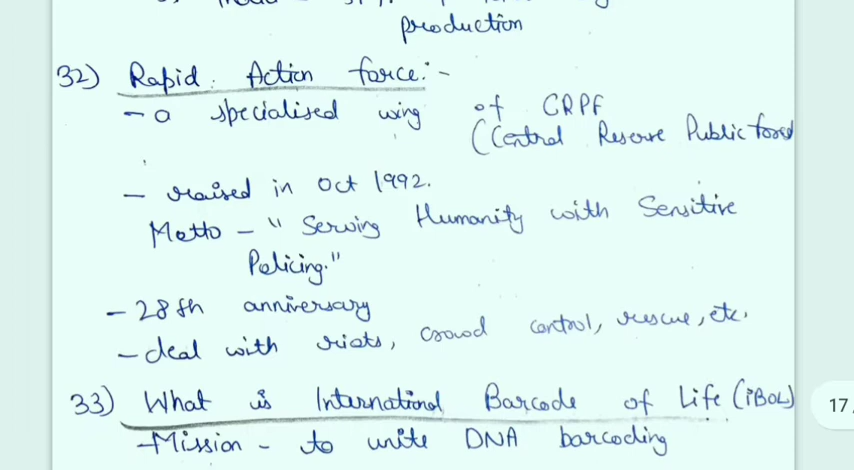 production
32) Rapid. Action force:-
- a specialised wing of CRPF
(Central Reserve Public force)
- raised in Oct 1992.
Motto - "Serving Humanity with Sensitive
Policing."
- 28th anniversary
- deal with riots, crowd control, rescue, etc.
33) What is International Barcode of Life (iBOL)
- Mission - to unite DNA barcoding
17